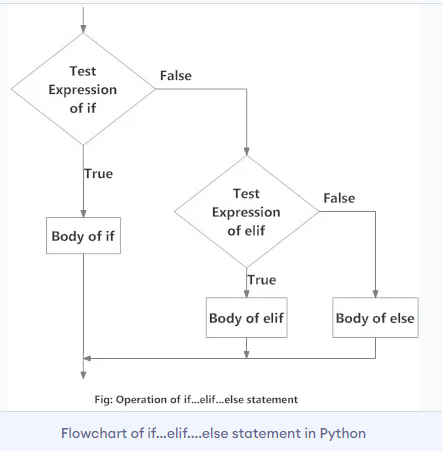 Test
Expression
of if
False
True
Body of if
Test
Expression
of elif
False
True
Body of elif
Body of else
Fig: Operation of if...elif...else statement
Flowchart of if...elif....else statement in Python